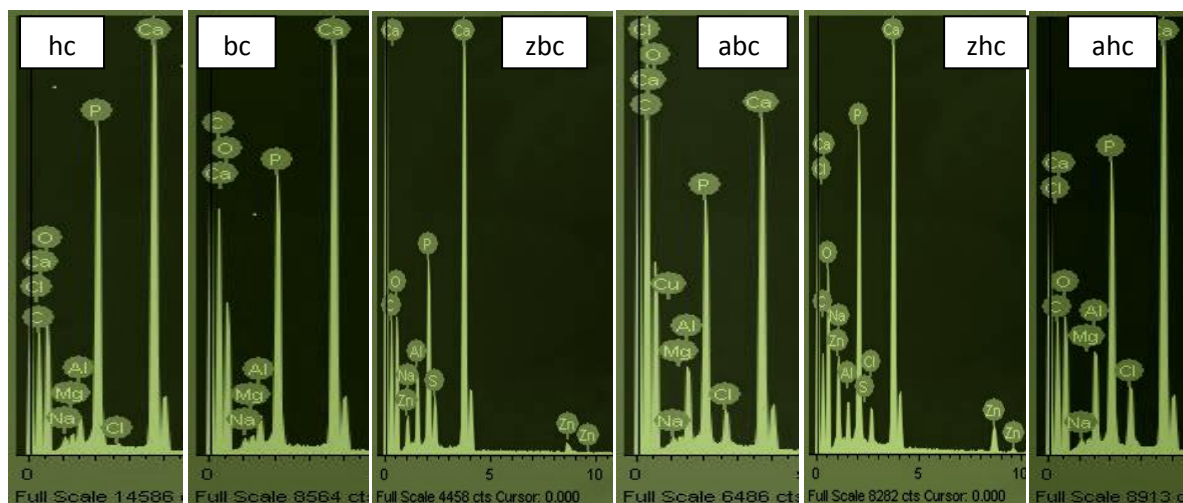 hc
Ca
P
O
Ca
Cl
C
Al
Mg
Na
Cl
0
Full Scale 14586 c
bc
Ca
C
O
Ca
P
Al
Mg
Na
0
Full Scale 8564 ct
zbc
Ca
Ca
P
O
C
Al
Na
S
Zn
Zn
Zn
0
5
10
Full Scale 4458 cts Cursor: 0.000
abc
Cl
O
Ca
C
Ca
P
Cu
Al
Mg
Cl
Na
0
Full Scale 6486 cts
zhc
Ca
P
Ca
Cl
O
C
Na
Zn
Al
Cl
S
Zn
Zn
0
5
10
Full Scale 8282 cts Cursor: 0.000
ahc
Ca
P
Ca
Cl
O
C
Al
Mg
Cl
Na
0
Full Scale 8913 c